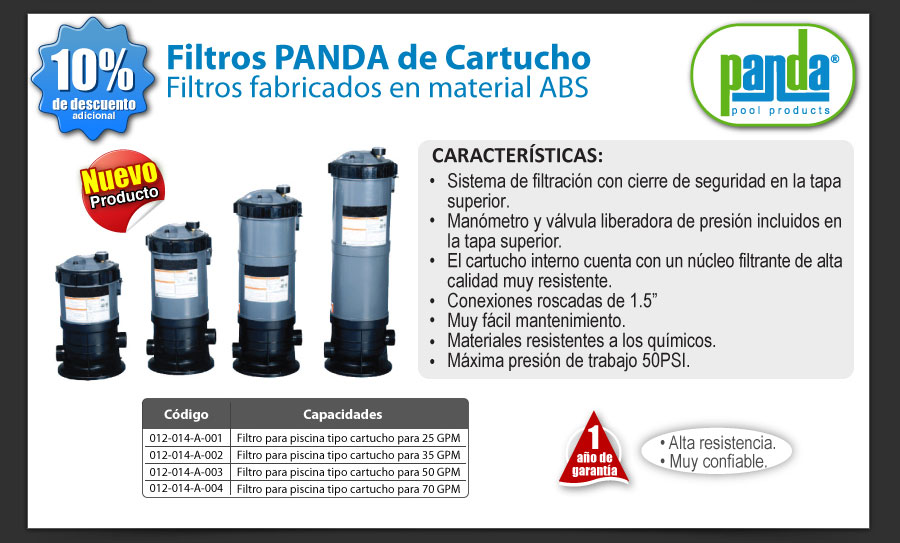 10%
de descuento
adicional
Filtros PANDA de Cartucho
Filtros fabricados en material ABS
panda®
pool products
Nuevo
Producto
CARACTERÍSTICAS:
• Sistema de filtración con cierre de seguridad en la tapa
superior.
• Manómetro y válvula liberadora de presión incluidos en
la tapa superior.
• El cartucho interno cuenta con un núcleo filtrante de alta
calidad muy resistente.
• Conexiones roscadas de 1.5”
• Muy fácil mantenimiento.
• Materiales resistentes a los químicos.
• Máxima presión de trabajo 50PSI.
Código Capacidades
012-014-A-001 Filtro para piscina tipo cartucho para 25 GPM
012-014-A-002 Filtro para piscina tipo cartucho para 35 GPM
012-014-A-003 Filtro para piscina tipo cartucho para 50 GPM
012-014-A-004 Filtro para piscina tipo cartucho para 70 GPM
1
año de
garantía
• Alta resistencia.
• Muy confiable.